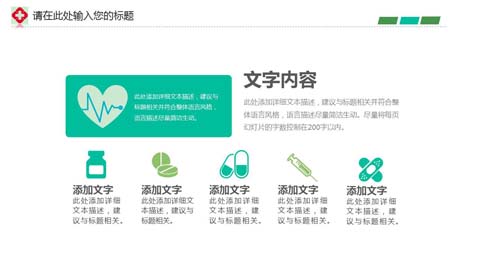 请在此处输入您的标题
此处添加详细文本描述，建议与
标题相关并符合整体语言风格，
语言描述尽量简洁生动。
文字内容
此处添加详细文本描述，建议与标题相关并符合整
体语言风格，语言描述尽量简洁生动。尽量将每页
幻灯片的字数控制在200字以内。
添加文字
此处添加详细
文本描述，建
议与标题相关。
添加文字
此处添加详细
文本描述，建
议与标题相关。
添加文字
此处添加详细
文本描述，建
议与标题相关。
添加文字
此处添加详细
文本描述，建
议与标题相关。
添加文字
此处添加详细
文本描述，建
议与标题相关。